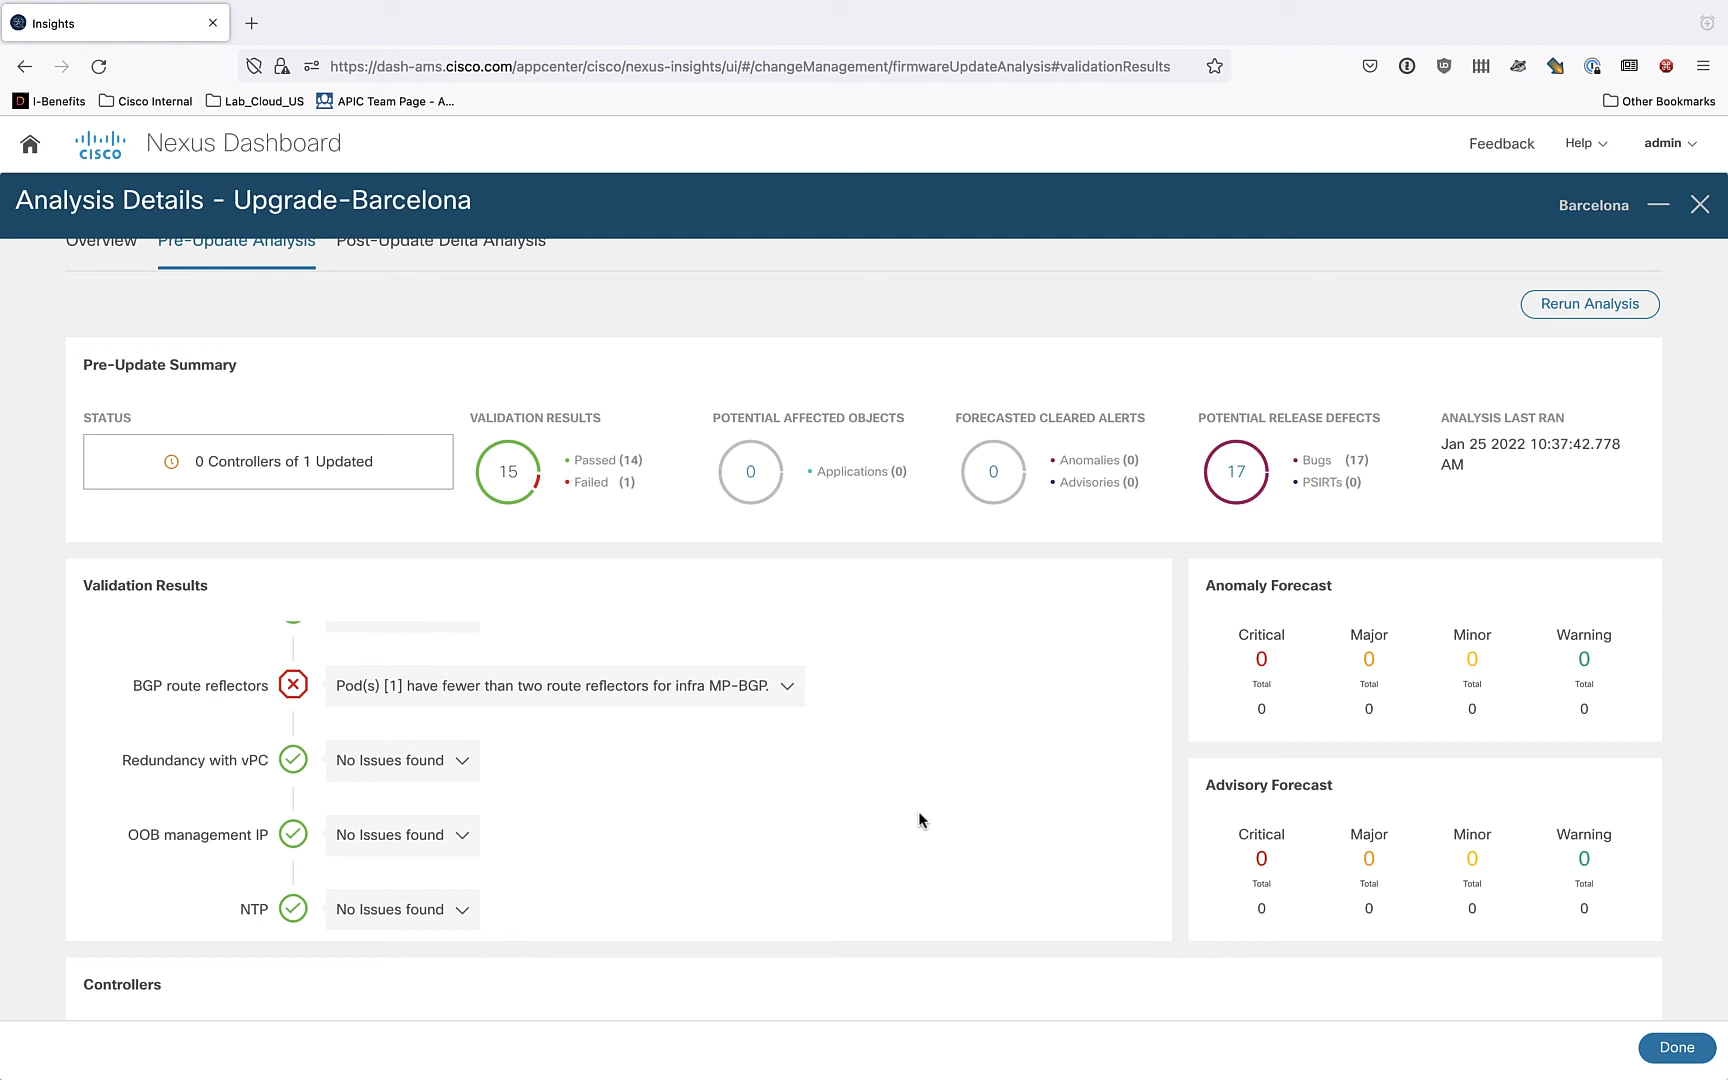 Insights
https://dash-ams.cisco.com/appcenter/cisco/nexus-insights/ui/#/changeManagement/firmwareUpdateAnalysis#validationResults
I-Benefits Cisco Internal Lab_Cloud_US APIC Team Page - A... Other Bookmarks
CISCO Nexus Dashboard Feedback Help admin
Analysis Details - Upgrade-Barcelona Barcelona
Overview Pre-Update Analysis Post-Update Delta Analysis
Rerun Analysis
Pre-Update Summary
STATUS VALIDATION RESULTS POTENTIAL AFFECTED OBJECTS FORECASTED CLEARED ALERTS POTENTIAL RELEASE DEFECTS ANALYSIS LAST RAN
0 Controllers of 1 Updated
15
Passed (14)
Failed (1)
0
Applications (0)
0
Anomalies (0)
Advisories (0)
17
Bugs (17)
PSIRTs (0)
Jan 25 2022 10:37:42.778
AM
Validation Results
BGP route reflectors Pod(s) [1] have fewer than two route reflectors for infra MP-BGP.
Redundancy with vPC No Issues found
OOB management IP No Issues found
NTP No Issues found
Anomaly Forecast
Critical Major Minor Warning
0 0 0 0
Total Total Total Total
0 0 0 0
Advisory Forecast
Critical Major Minor Warning
0 0 0 0
Total Total Total Total
0 0 0 0
Controllers
Done